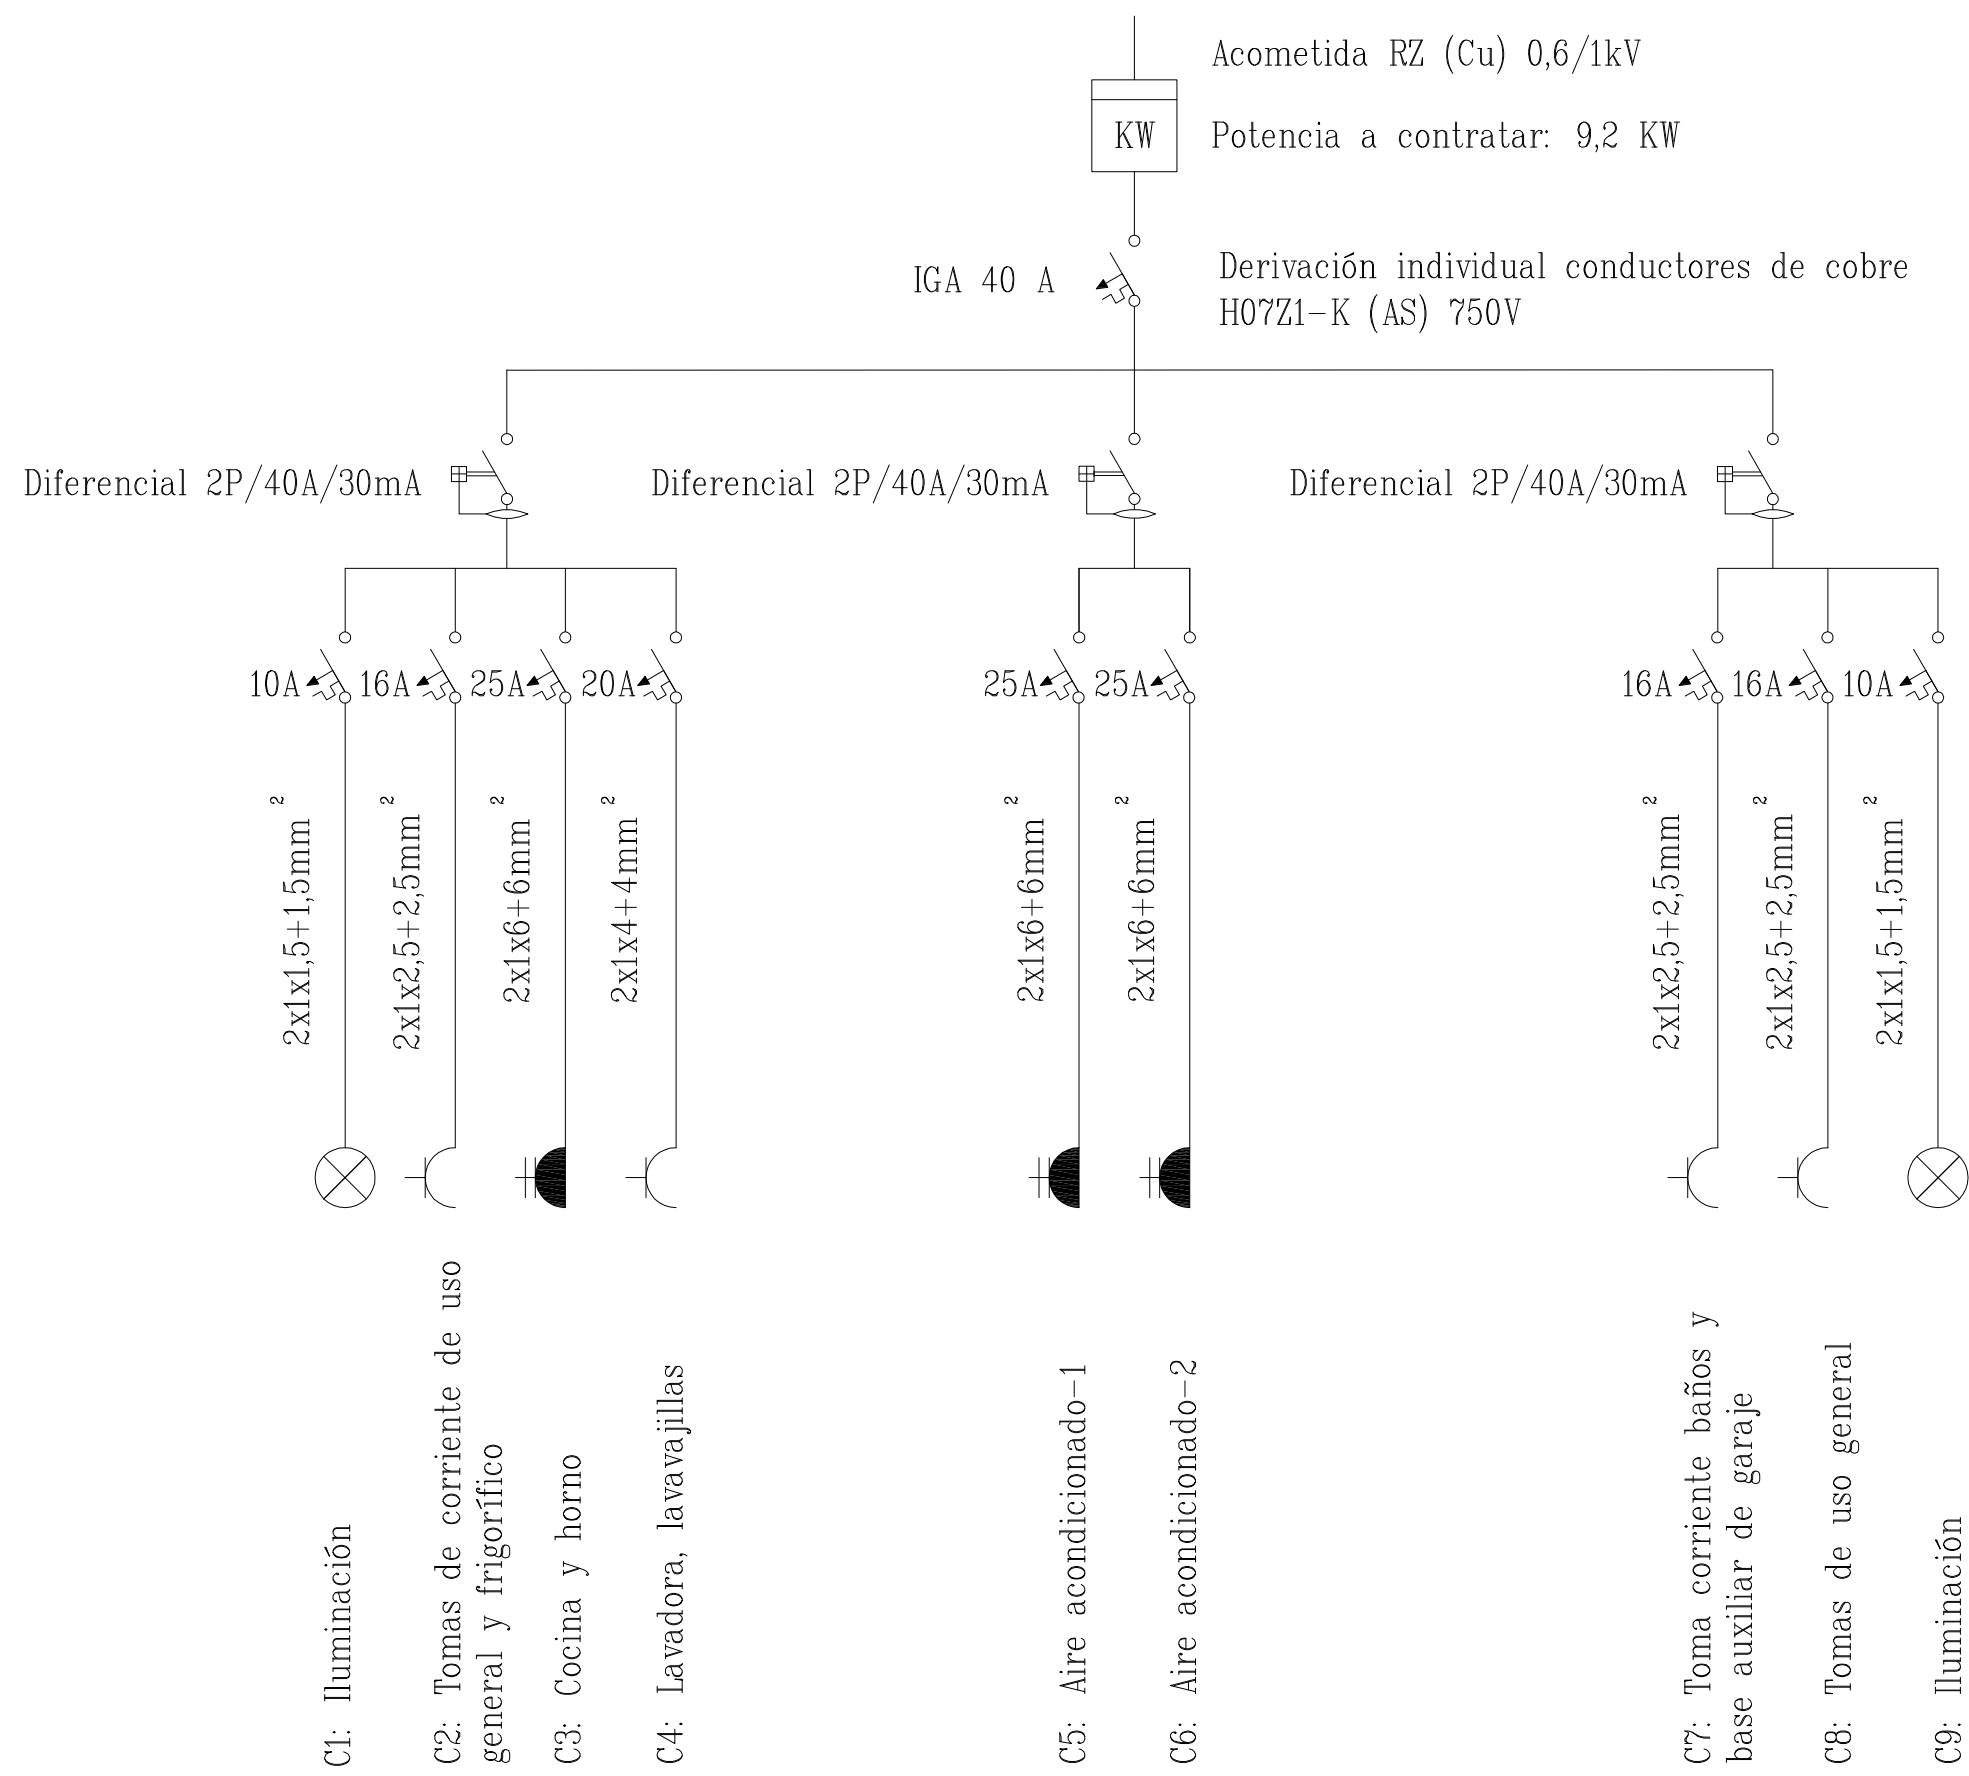 Acometida RZ (Cu) 0,6/1kV
KW
Potencia a contratar: 9,2 KW
IGA 40 A
Derivación individual conductores de cobre
H07Z1-K (AS) 750V
Diferencial 2P/40A/30mA
Diferencial 2P/40A/30mA
Diferencial 2P/40A/30mA
10A
16A
25A
20A
25A
25A
16A
16A
10A
2x1x1,5+1,5mm²
2x1x2,5+2,5mm²
2x1x6+6mm²
2x1x4+4mm²
2x1x6+6mm²
2x1x6+6mm²
2x1x2,5+2,5mm²
2x1x2,5+2,5mm²
2x1x1,5+1,5mm²
C1: Iluminación
C2: Tomas de corriente de uso
general y frigorífico
C3: Cocina y horno
C4: Lavadora, lavavajillas
C5: Aire acondicionado-1
C6: Aire acondicionado-2
C7: Toma corriente baños y
base auxiliar de garaje
C8: Tomas de uso general
C9: Iluminación